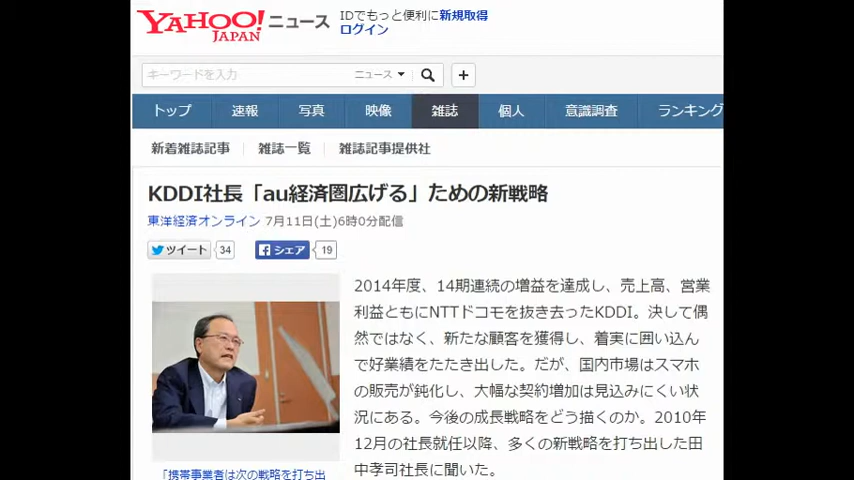 YAHOO! JAPAN ニュース
IDでもっと便利に新規取得
ログイン
キーワードを入力
ニュース
トップ 速報 写真 映像 雑誌 個人 意識調査 ランキング
新着雑誌記事 雑誌一覧 雑誌記事提供社
KDDI社長「au経済圏広げる」ための新戦略
東洋経済オンライン 7月11日(土)6時0分配信
ツイート 34 シェア 19
2014年度、14期連続の増益を達成し、売上高、営業
利益ともにNTTドコモを抜き去ったKDDI。決して偶
然ではなく、新たな顧客を獲得し、着実に囲い込ん
で好業績をたたき出した。だが、国内市場はスマホ
の販売が鈍化し、大幅な契約増加は見込みにくい状
況にある。今後の成長戦略をどう描くのか。2010年
12月の社長就任以降、多くの新戦略を打ち出した田
中孝司社長に聞いた。
「携帯事業者は次の戦略を打ち出